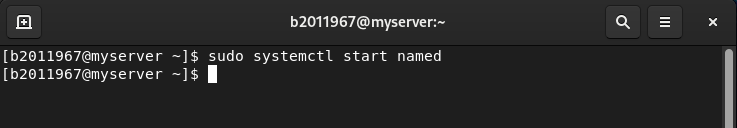 b2011967@myserver:~
[b2011967@myserver ~]$ sudo systemctl start named
[b2011967@myserver ~]$